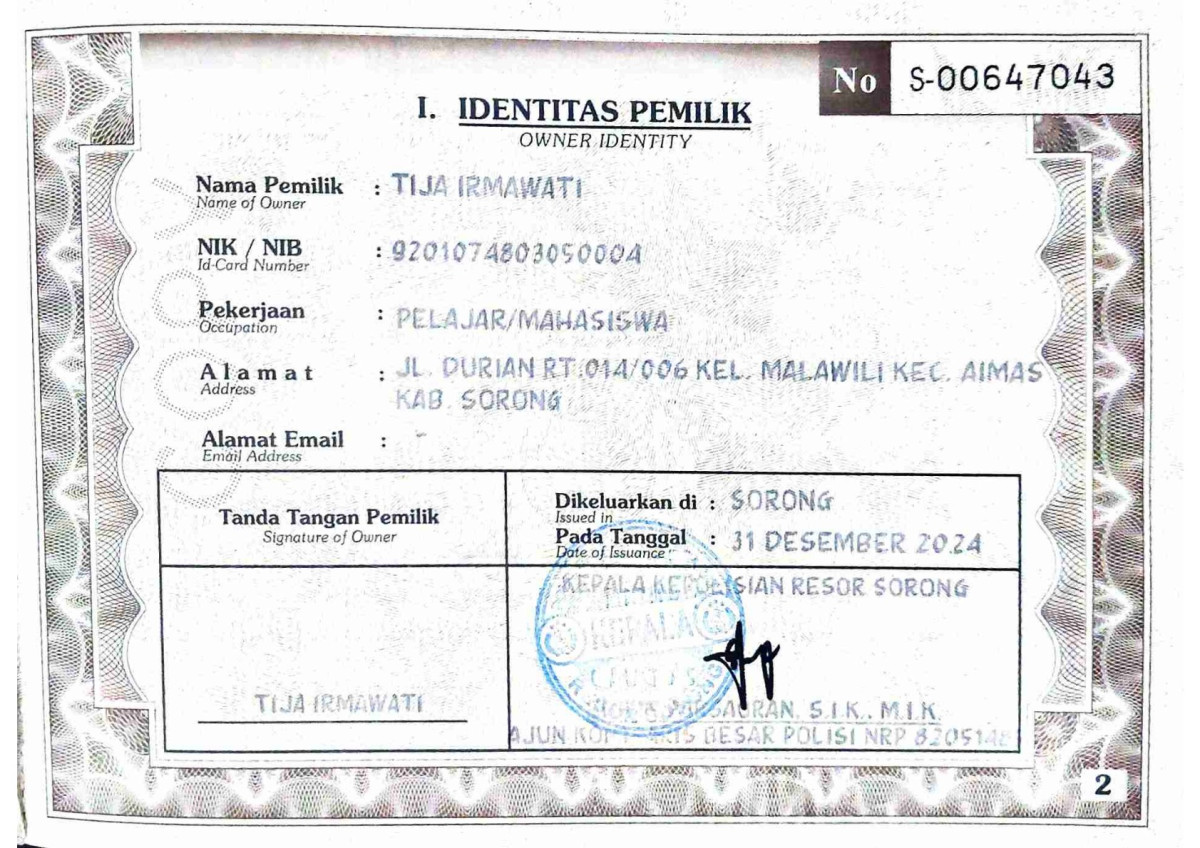 No S-00647043
I. IDENTITAS PEMILIK
OWNER IDENTITY
Nama Pemilik : TIJA IRMAWATI
Name of Owner
NIK / NIB : 9201074803050004
Id-Card Number
Pekerjaan : PELAJAR/MAHASISWA
Occupation
Alamat : JL. DURIAN RT.014/006 KEL. MALAWILI KEC. AIMAS
Address
KAB. SORONG
Alamat Email : -
Email Address
Tanda Tangan Pemilik
Signature of Owner
Dikeluarkan di : SORONG
Issued in
Pada Tanggal : 31 DESEMBER 2024
Date of Issuance
KEPALA KEPOLISIAN RESOR SORONG
KEPALA
TIJA IRMAWATI
S.I.K., M.I.K.
AJUN BESAR POLISI NRP
2